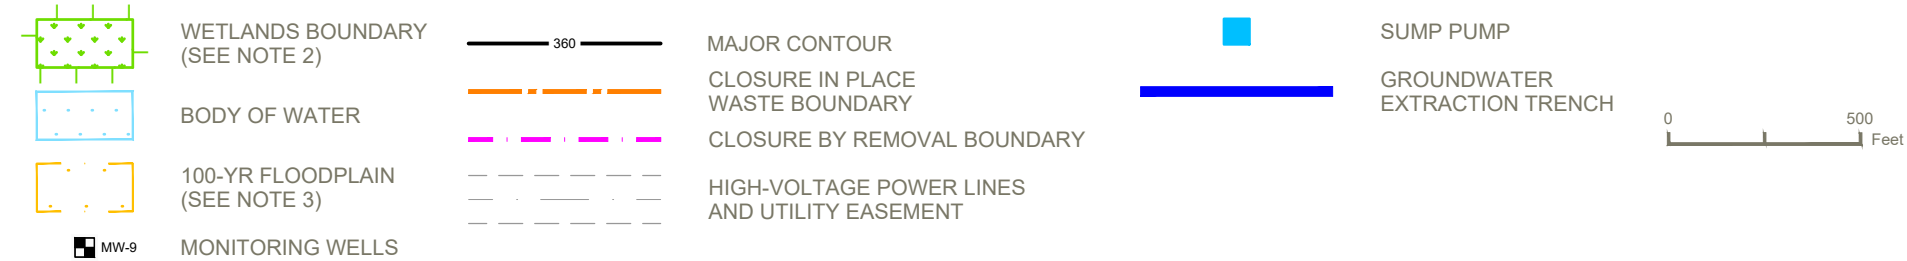 WETLANDS BOUNDARY
(SEE NOTE 2)
BODY OF WATER
100-YR FLOODPLAIN
(SEE NOTE 3)
MW-9
MONITORING WELLS
360
MAJOR CONTOUR
CLOSURE IN PLACE
WASTE BOUNDARY
CLOSURE BY REMOVAL BOUNDARY
HIGH-VOLTAGE POWER LINES
AND UTILITY EASEMENT
SUMP PUMP
GROUNDWATER
EXTRACTION TRENCH
0 500
Feet